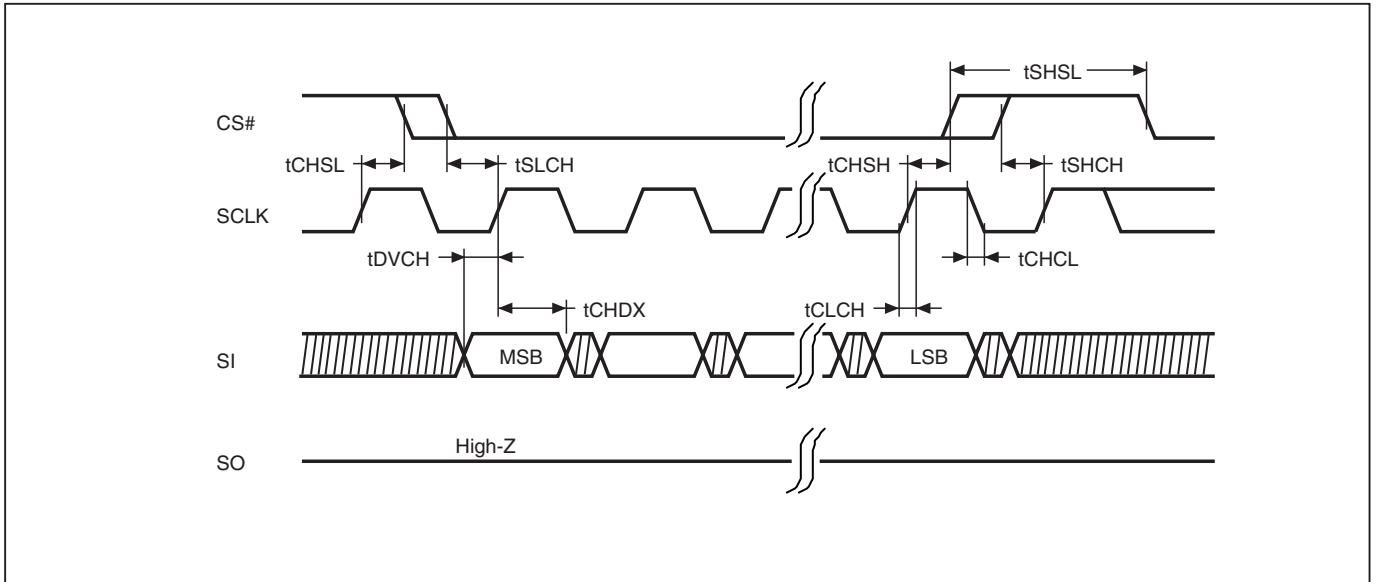 tSHSL
CS#
tCHSL
tSLCH
tCHSH
tSHCH
SCLK
tDVCH
tCHCL
tCHDX
tCLCH
SI
MSB
LSB
High-Z
SO